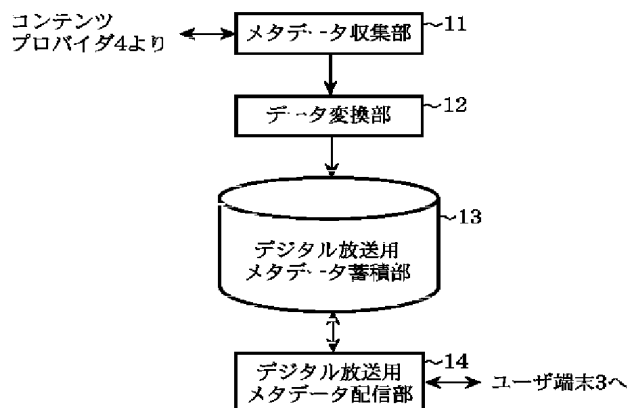 コンテンツ
プロバイダ4より
メタデータ収集部
11
データ変換部
12
デジタル放送用
メタデータ蓄積部
13
デジタル放送用
メタデータ配信部
14
ユーザ端末3へ